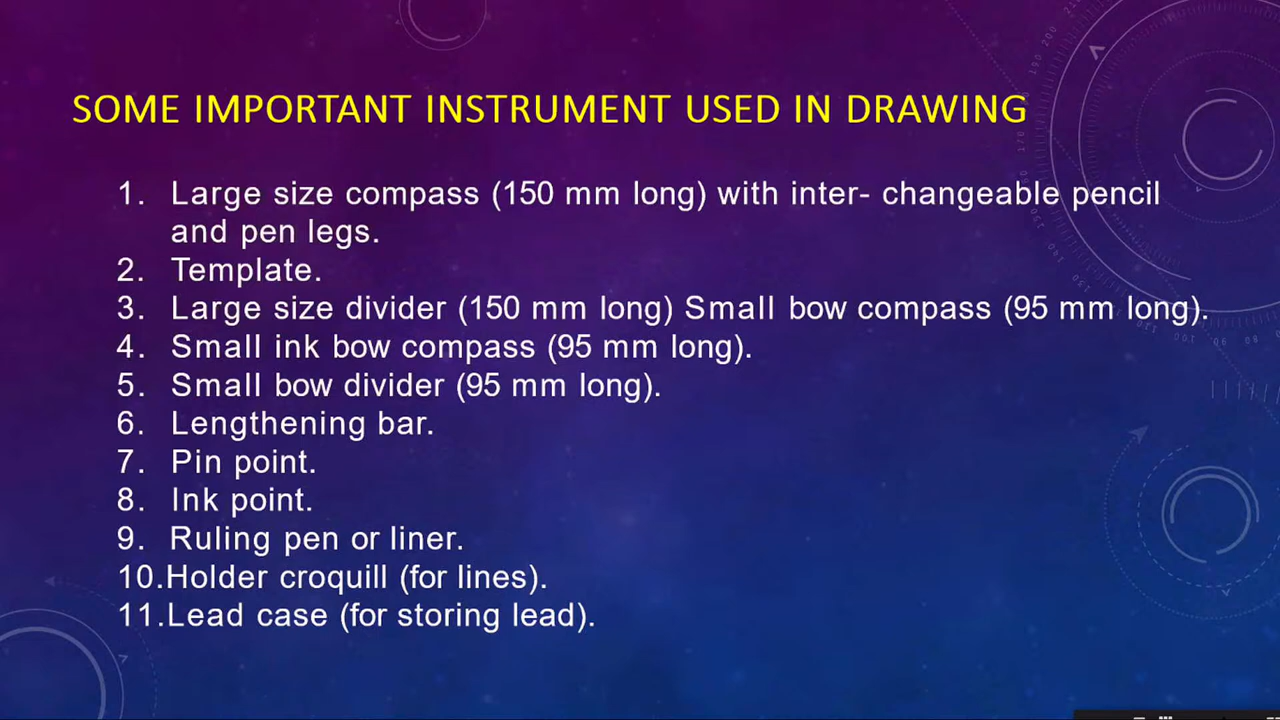 SOME IMPORTANT INSTRUMENT USED IN DRAWING
1. Large size compass (150 mm long) with inter- changeable pencil
and pen legs.
2. Template.
3. Large size divider (150 mm long) Small bow compass (95 mm long).
4. Small ink bow compass (95 mm long).
5. Small bow divider (95 mm long).
6. Lengthening bar.
7. Pin point.
8. Ink point.
9. Ruling pen or liner.
10.Holder croquill (for lines).
11.Lead case (for storing lead).